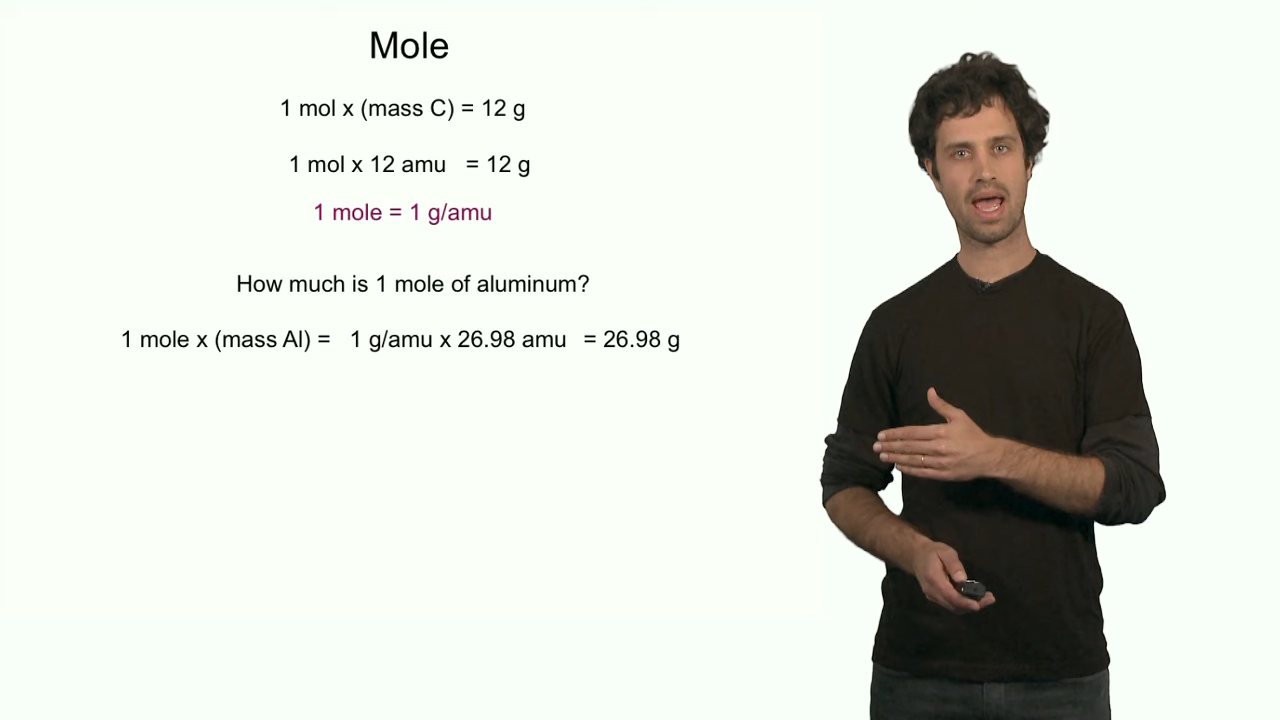 Mole
1 mol x (mass C) = 12 g
1 mol x 12 amu = 12 g
1 mole = 1 g/amu
How much is 1 mole of aluminum?
1 mole x (mass Al) = 1 g/amu x 26.98 amu = 26.98 g